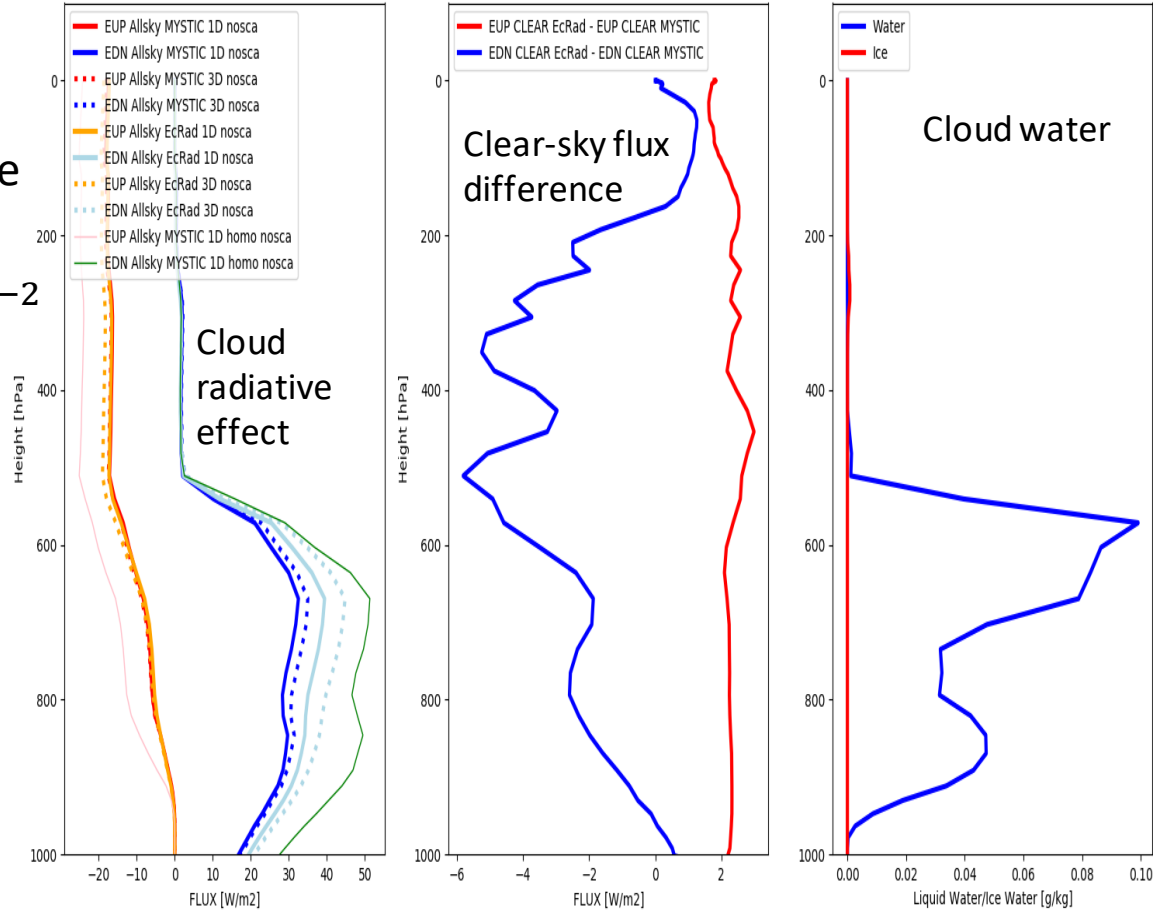 e
−2
EUP Allsky MYSTIC 1D nosca
EDN Allsky MYSTIC 1D nosca
EUP Allsky MYSTIC 3D nosca
EDN Allsky MYSTIC 3D nosca
EUP Allsky EcRad 1D nosca
EDN Allsky EcRad 1D nosca
EUP Allsky EcRad 3D nosca
EDN Allsky EcRad 3D nosca
EUP Allsky MYSTIC 1D homo nosca
EDN Allsky MYSTIC 1D homo nosca
Cloud
radiative
effect
Height [hPa]
0
200
400
600
800
1000
−20
−10
0
10
20
30
40
50
FLUX [W/m2]
EUP CLEAR EcRad - EUP CLEAR MYSTIC
EDN CLEAR EcRad - EDN CLEAR MYSTIC
Clear-sky flux
difference
Height [hPa]
0
200
400
600
800
1000
−6
−4
−2
0
2
FLUX [W/m2]
Water
Ice
Cloud water
0
200
400
600
800
1000
0.00
0.02
0.04
0.06
0.08
0.10
Liquid Water/Ice Water [g/kg]